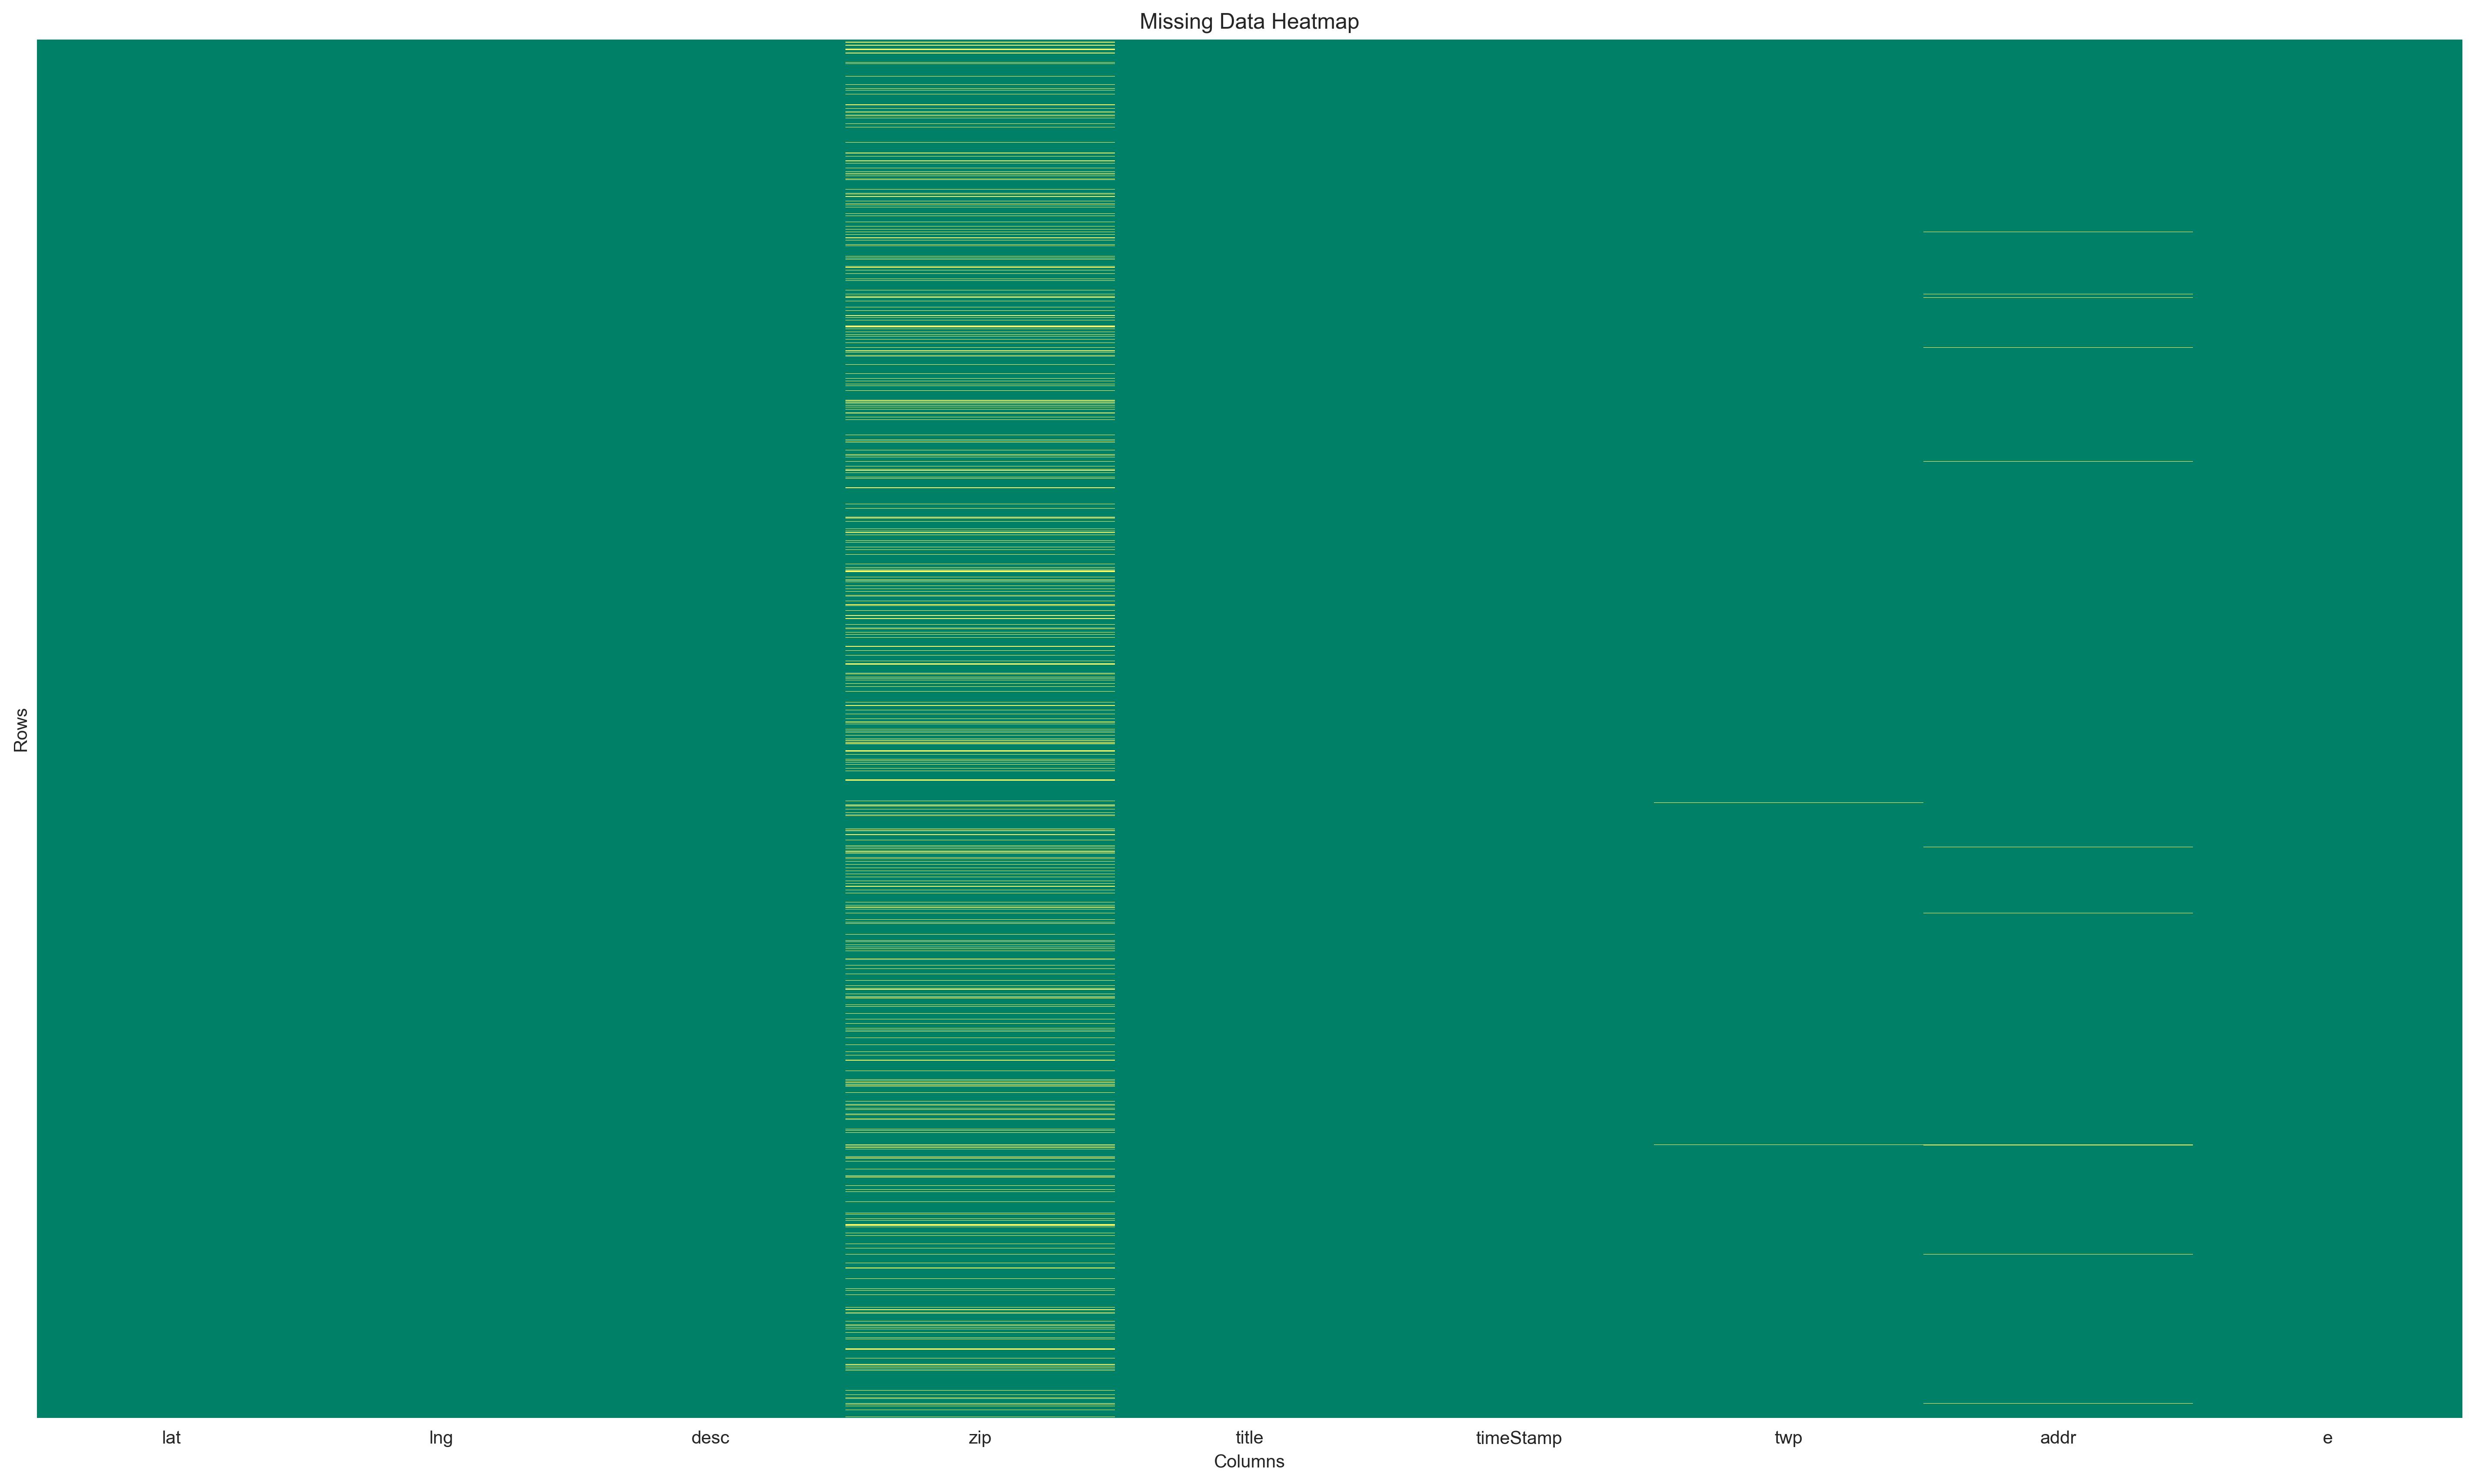 Missing Data Heatmap
Rows
lat lng desc zip title timeStamp twp addr e
Columns